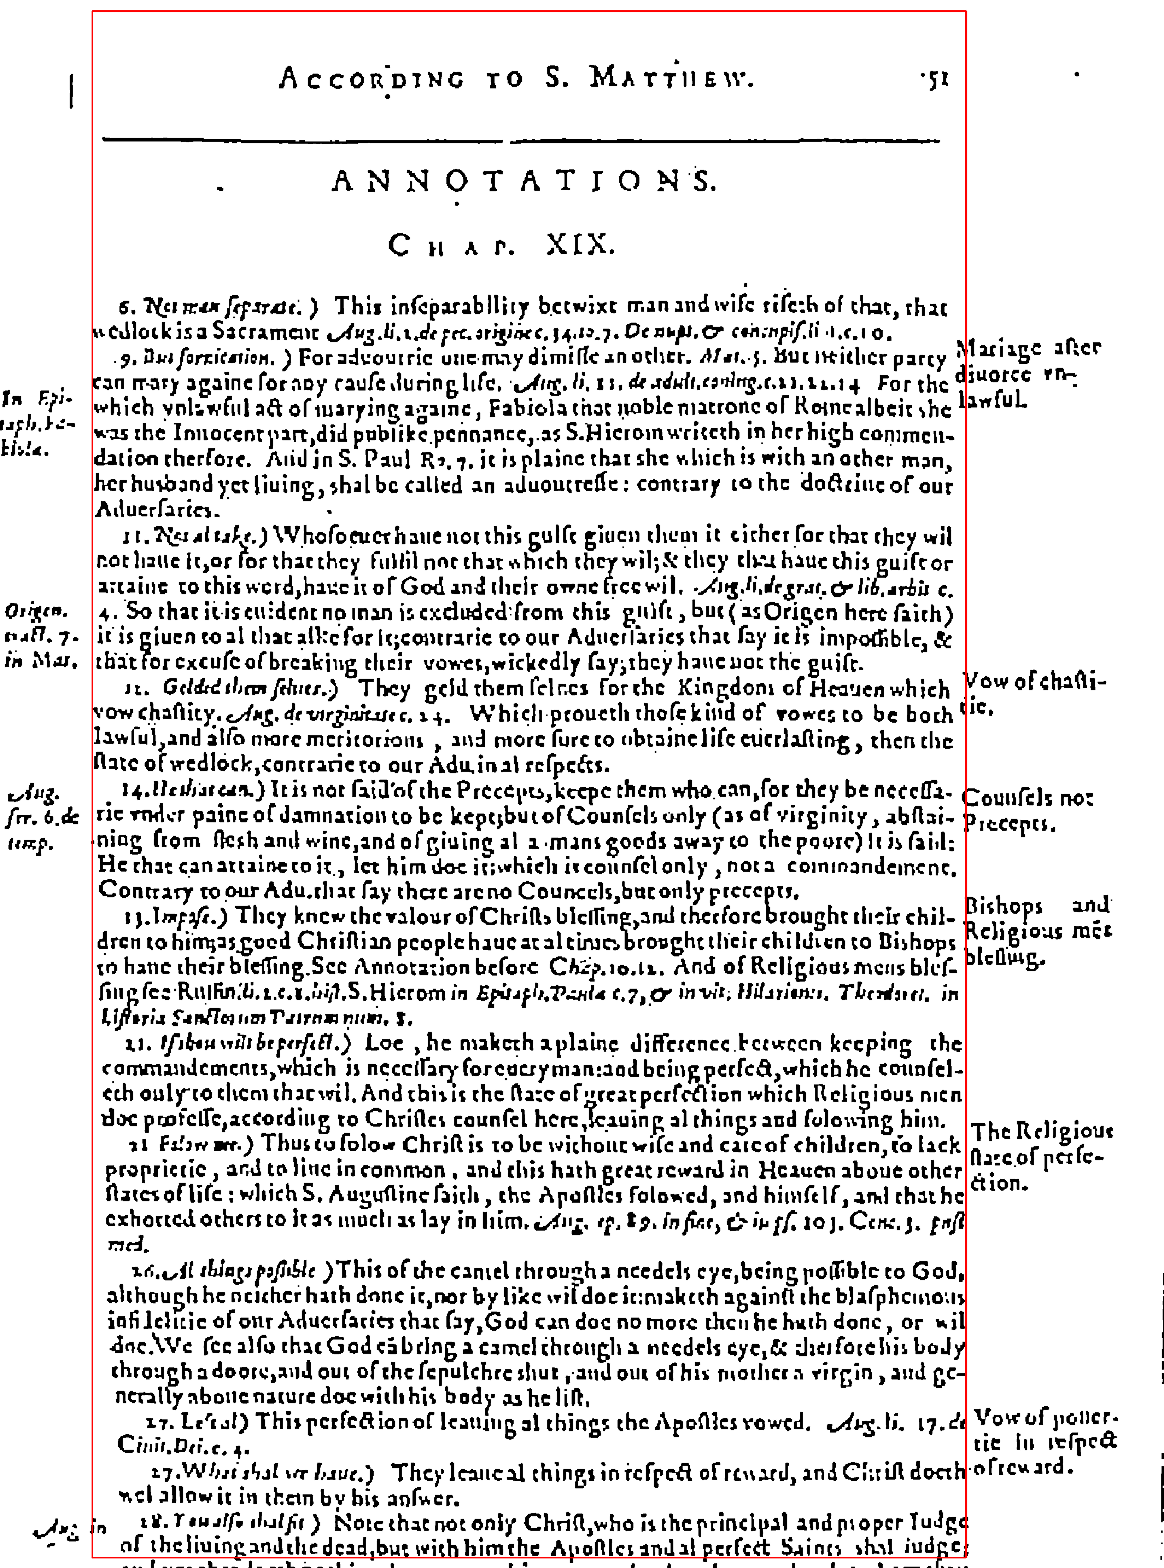 ACCORDING TO S. MATTHEW. 51
ANNOTATIONS.
CHAP. XIX.
6. Not man ſeparate. ) This inſeparability betwixt man and wife riſeth of that, that
wedlock is a Sacrament Aug. li. 2. de pec. origin c. 34. to. 7. De nupt. & concupiſ. li 1. c. 10.
9. But fornication. ) For aduoutrie one may dimiſſe an other. Mat. 5. But neither party
can mary againe for any cauſe during life. Aug. li. 11. de adult. coniug. c. 21. 22. 24 For the
which vnlawful act of marying againe, Fabiola that noble matrone of Rome albeit she
was the Innocent part, did publike pennance, as S. Hierom writeth in her high commen-
dation therfore. And in S. Paul Ro. 7. it is plaine that she which is with an other man,
her husband yet liuing, shal be called an aduoutreſſe: contrary to the doctrine of our
Aduerſaries.
Mariage after
diuorce vn-
lawful.
In Epi-
taph. Fa-
biolæ.
11. Not al take. ) Whoſoeuer haue not this guift giuen them it either for that they wil
not haue it, or for that they fulfil not that which they wil; & they that haue this guift or
attaine to this word, haue it of God and their owne free wil. Aug. li. de grat. & lib. arbit c.
4. So that it is euident no man is excluded from this guift, but (as Origen here ſaith)
it is giuen to al that aſke for it; contrarie to our Aduerſaries that ſay it is impoſſible, &
that for excuſe of breaking their vowes, wickedly ſay, they haue not the guift.
Origen.
tract. 7.
in Mat.
12. Gelded them ſelues. ) They geld them ſelues for the Kingdom of Heauen which
vow chaſtity. Aug. de virginitate c. 24. Which proueth thoſe kind of vowes to be both
lawful, and alſo more meritorious, and more ſure to obtaine life euerlaſting, then the
ſtate of wedlock, contrarie to our Adu. in al reſpects.
Vow of chaſti-
tie.
14. He that can. ) It is not ſaid of the Precepts, keepe them who can, for they be neceſſa-
rie vnder paine of damnation to be kept; but of Counſels only (as of virginity, abſtai-
ning from flesh and wine, and of giuing al a mans goods away to the poore) It is ſaid:
He that can attaine to it, let him doe it: which is counſel only, not a commandement.
Contrary to our Adu. that ſay there are no Councels, but only precepts.
Aug.
ſer. 6. de
temp.
Counſels not
Precepts.
13. Impoſe. ) They knew the valour of Chriſts bleſſing, and therfore brought their chil-
dren to him; as good Chriſtian people haue at al times brought their children to Bishops
to haue their bleſſing. See Annotation before Chap. 10. 12. And of Religious mens bleſ-
ſing ſee Ruffin. li. 2. c. 8. hiſt. S. Hierom in Epitaph. Paulæ c. 7, & in vit. Hilarionis. Theodoret. in
Hiſtoria Sanctorum Patrum num. 8.
Bishops and
Religious mēs
bleſſing.
21. If thou wilt be perfect. ) Loe, he maketh a plaine difference between keeping the
commandements, which is neceſſary for euery man: and being perfect, which he counſel-
eth only to them that wil. And this is the ſtate of great perfection which Religious men
doe profeſſe, according to Chriſtes counſel here, leauing al things and folowing him.
21 Folow me. ) Thus to folow Chriſt is to be without wife and care of children, to lack
proprietie, and to liue in common, and this hath great reward in Heauen aboue other
ſtates of life: which S. Auguſtine ſaith, the Apoſtles folowed, and himſelf, and that he
exhorted others to it as much as lay in him. Aug. ep. 89. in fine, & in pſ. 103. Conc. 3. poſt
med.
The Religious
ſtate of perfe-
ction.
26. Al things poſſible ) This of the camel through a needels eye, being poſſible to God,
although he neither hath done it, nor by like wil doe it: maketh againſt the blaſphemous
infidelitie of our Aduerſaries that ſay, God can doe no more then he hath done, or wil
doe. We ſee alſo that God cā bring a camel through a needels eye, & therfore his body
through a doore, and out of the ſepulchre shut, and out of his mother a virgin, and ge-
nerally aboue nature doe with his body as he liſt.
27. Left al) This perfection of leauing al things the Apoſtles vowed. Aug. li. 17. de
Ciuit. Dei. c. 4.
27. What shal we haue. ) They leaue al things in reſpect of reward, and Chriſt doeth
wel allow it in them by his anſwer.
Vow of pouer-
tie in reſpect
of reward.
28. You alſo shal ſit ) Note that not only Chriſt, who is the principal and proper Iudge
of the liuing and the dead, but with him the Apoſtles and al perfect Saints shal iudge;
Aug in